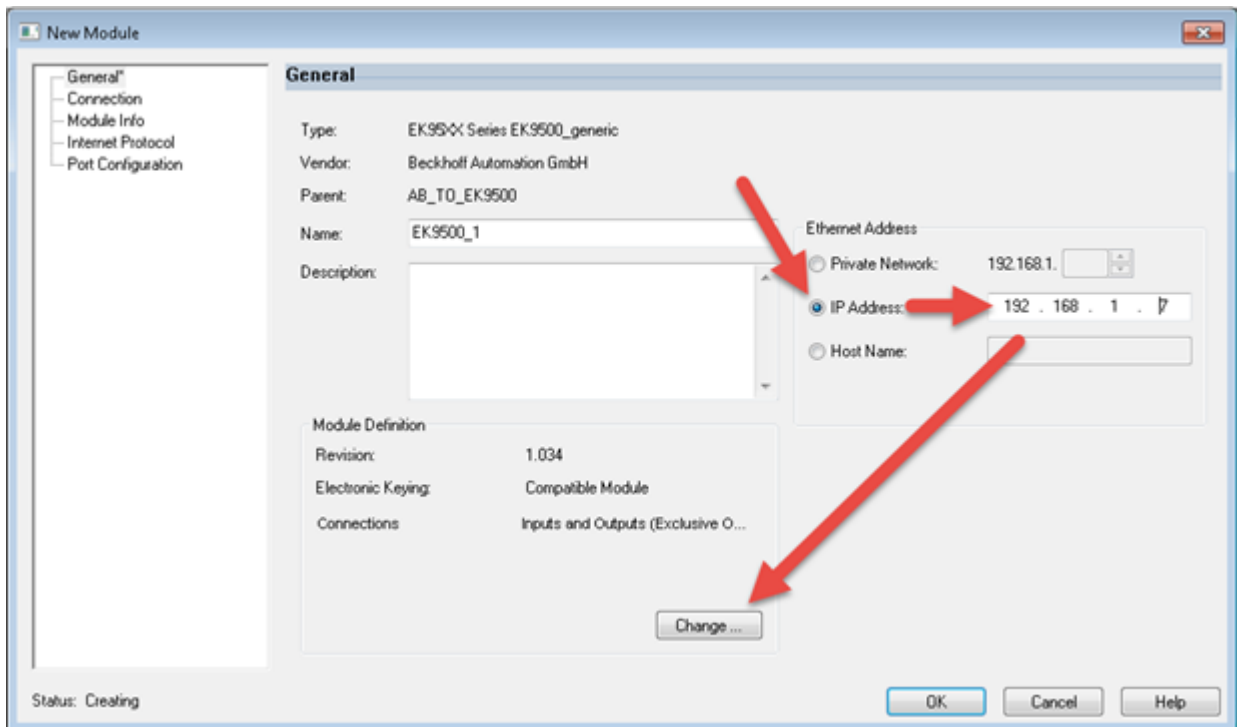 New Module
General*
Connection
Module Info
Internet Protocol
Port Configuration
General
Type: EK95XX Series EK9500_generic
Vendor: Beckhoff Automation GmbH
Parent: AB_TO_EK9500
Name: EK9500_1
Description:
Ethernet Address
Private Network: 192.168.1.
IP Address: 192 . 168 . 1 . 7
Host Name:
Module Definition
Revision: 1.034
Electronic Keying: Compatible Module
Connections Inputs and Outputs (Exclusive O...
Change ...
Status: Creating
OK Cancel Help